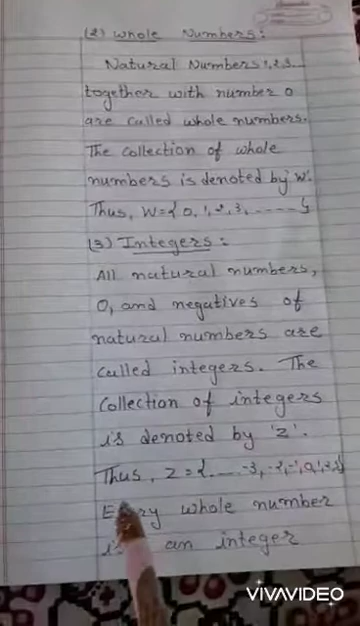 (2) Whole Numbers:
Natural Numbers 1,2,3..
together with number 0
are called whole numbers.
The collection of whole
numbers is denoted by 'W'.
Thus, W={0,1,2,3,.....}
(3) Integers:
All natural numbers,
0, and negatives of
natural numbers are
called integers. The
Collection of integers
is denoted by 'Z'.
Thus, Z={....-3,-2,-1,0,1,2,3}
Every whole number
is an integer
VIVAVIDEO